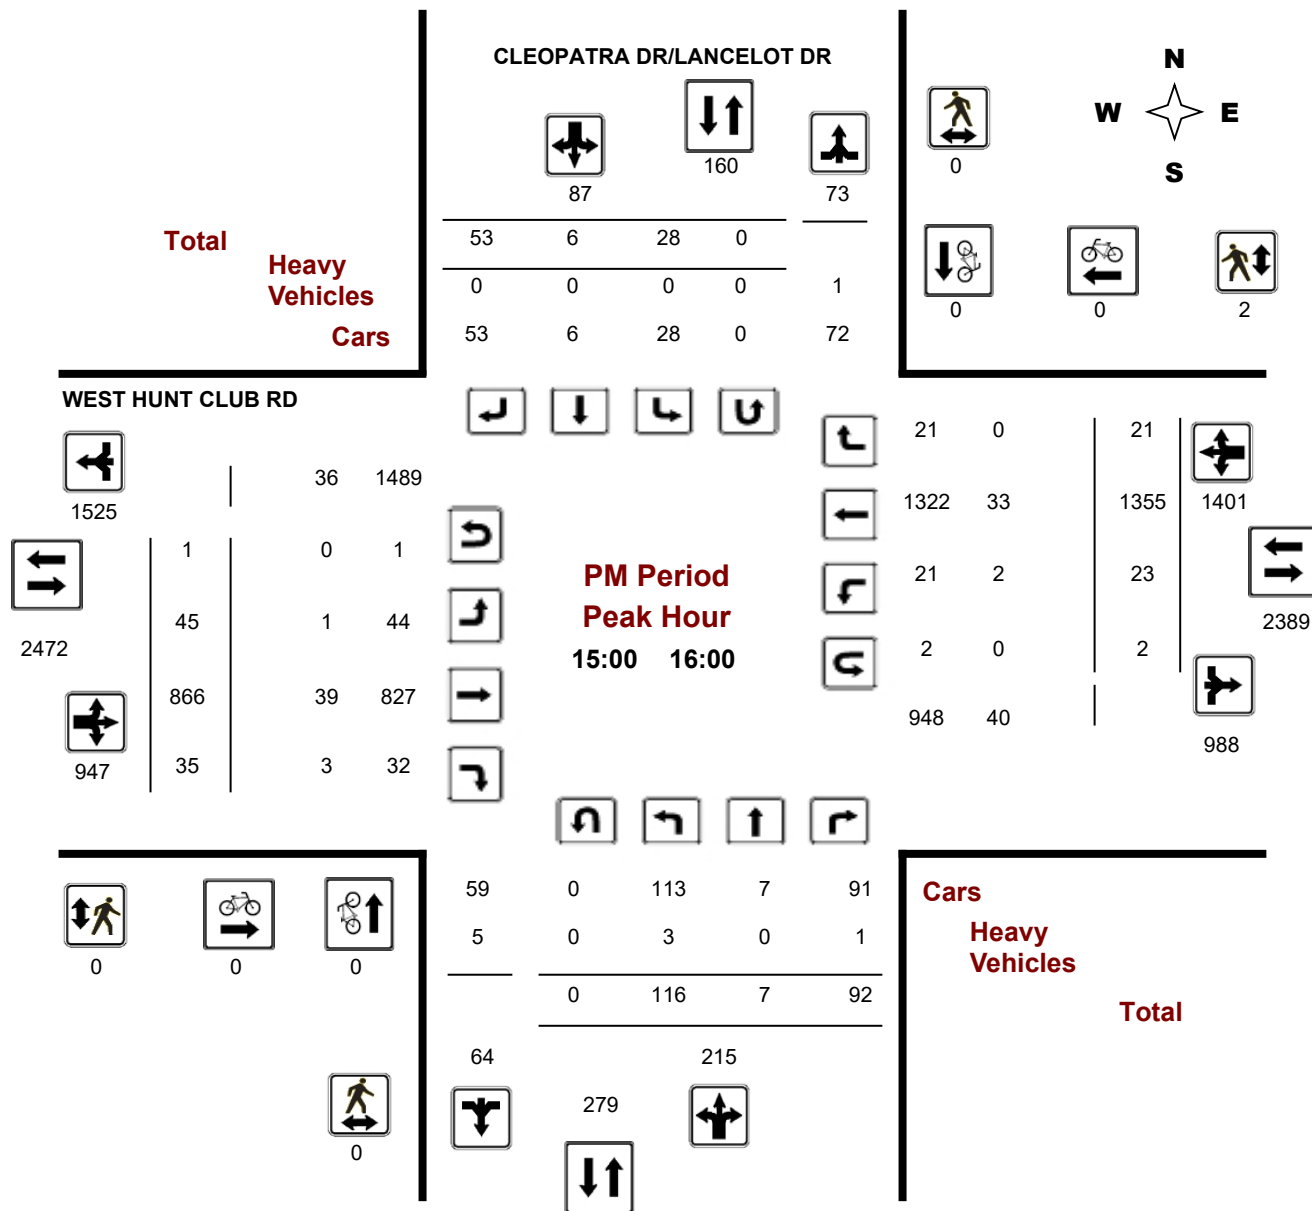 CLEOPATRA DR/LANCELOT DR
N
W E
S
160
0
87 73
Total 53 6 28 0
Heavy
Vehicles
0 0 0 0 1
0 0 2
Cars 53 6 28 0 72
WEST HUNT CLUB RD
21 0 21
36 1489
1525
1322 33 1355 1401
1 0 1
PM Period
21 2 23
45 1 44
Peak Hour
2389
2472
15:00 16:00
2 0 2
866 39 827
948 40
988
947 35 3 32
59 0 113 7 91
Cars
5 0 3 0 1
Heavy
Vehicles
0 0 0
0 116 7 92
Total
64 215
279
0